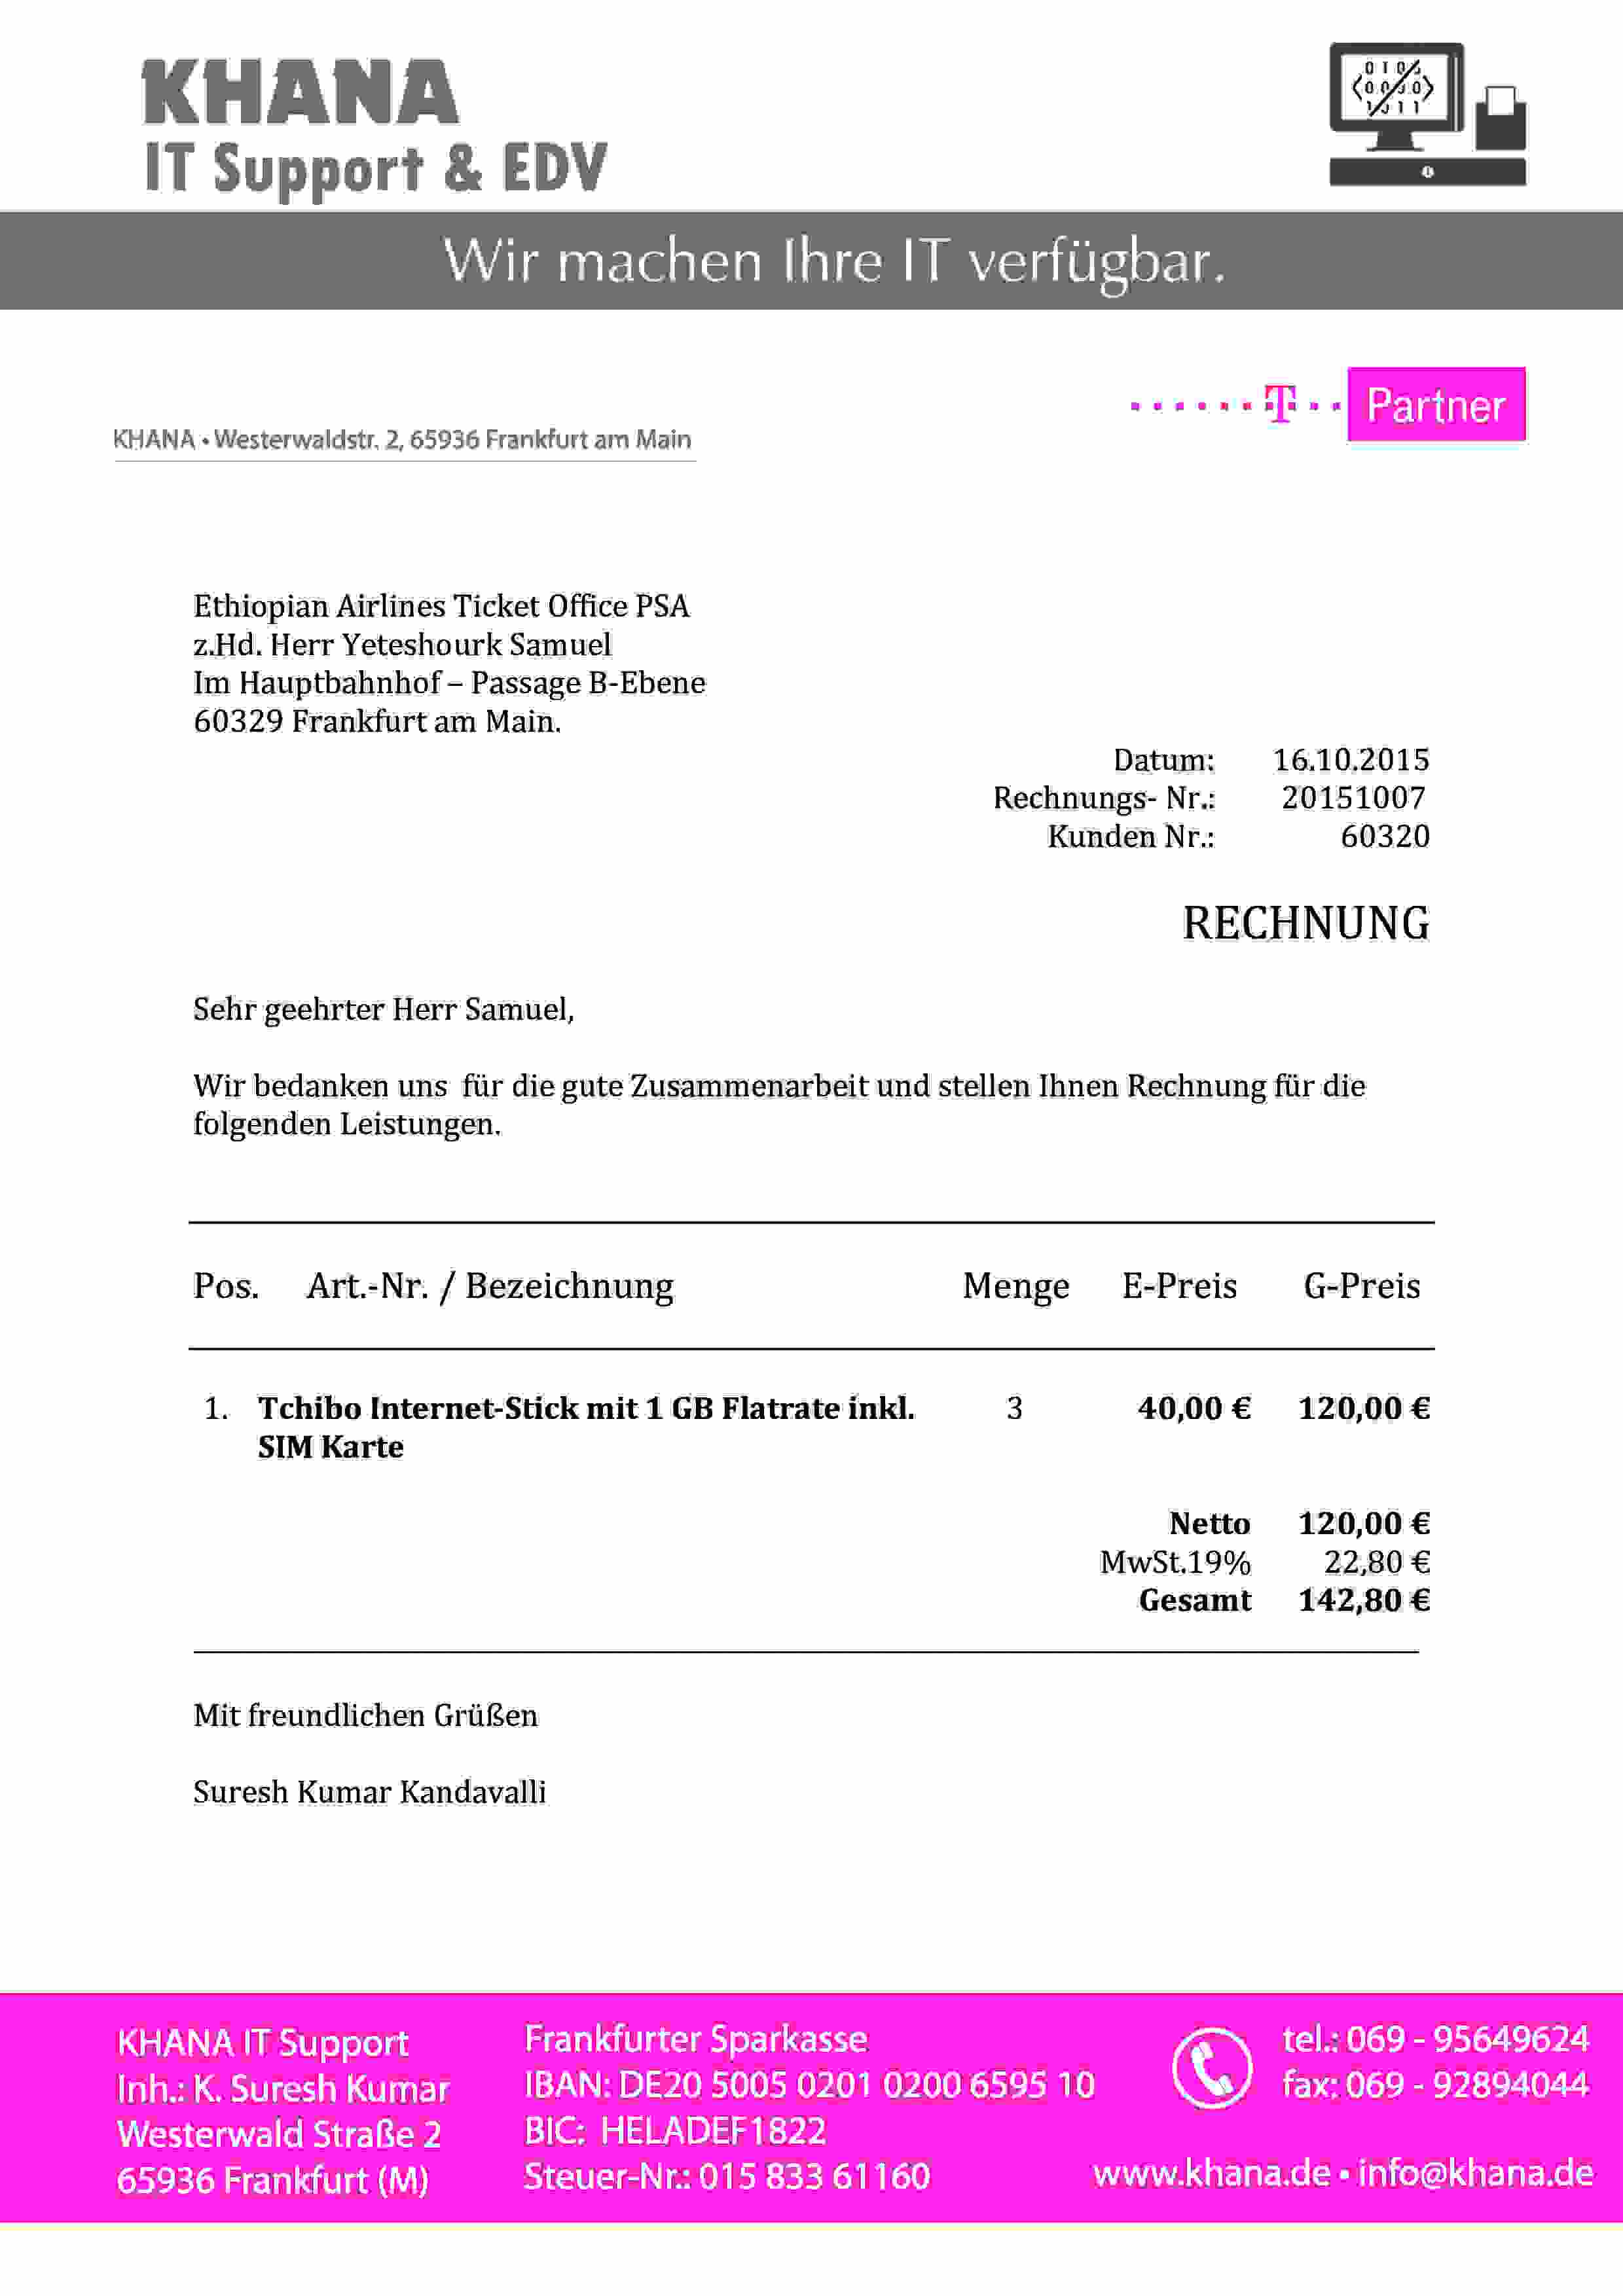 KHANA
IT Support & EDV
Wir machen Ihre IT verfügbar.
T Partner
KHANA • Westerwaldstr. 2, 65936 Frankfurt am Main
Ethiopian Airlines Ticket Office PSA
z.Hd. Herr Yeteshourk Samuel
Im Hauptbahnhof – Passage B-Ebene
60329 Frankfurt am Main.
Datum: 16.10.2015
Rechnungs- Nr.: 20151007
Kunden Nr.: 60320
RECHNUNG
Sehr geehrter Herr Samuel,
Wir bedanken uns für die gute Zusammenarbeit und stellen Ihnen Rechnung für die
folgenden Leistungen.
Pos. Art.-Nr. / Bezeichnung Menge E-Preis G-Preis
1. Tchibo Internet-Stick mit 1 GB Flatrate inkl. 3 40,00 € 120,00 €
SIM Karte
Netto 120,00 €
MwSt.19% 22,80 €
Gesamt 142,80 €
Mit freundlichen Grüßen
Suresh Kumar Kandavalli
KHANA IT Support
Inh.: K. Suresh Kumar
Westerwald Straße 2
65936 Frankfurt (M)
Frankfurter Sparkasse
IBAN: DE20 5005 0201 0200 6595 10
BIC: HELADEF1822
Steuer-Nr.: 015 833 61160
tel.: 069 - 95649624
fax: 069 - 92894044
www.khana.de • info@khana.de